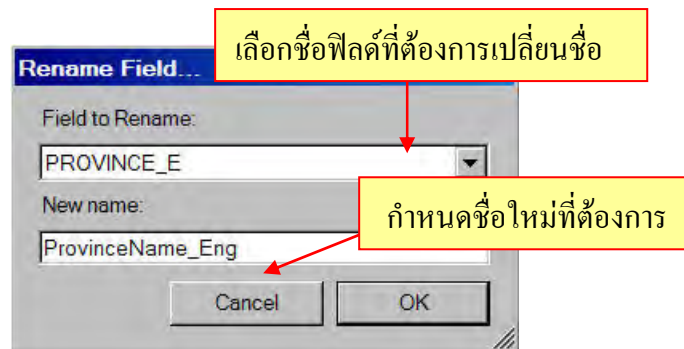 เลือกชื่อฟิลด์ที่ต้องการเปลี่ยนชื่อ
Rename Field...
Field to Rename:
PROVINCE_E
New name:
กำหนดชื่อใหม่ที่ต้องการ
ProvinceName_Eng
Cancel
OK